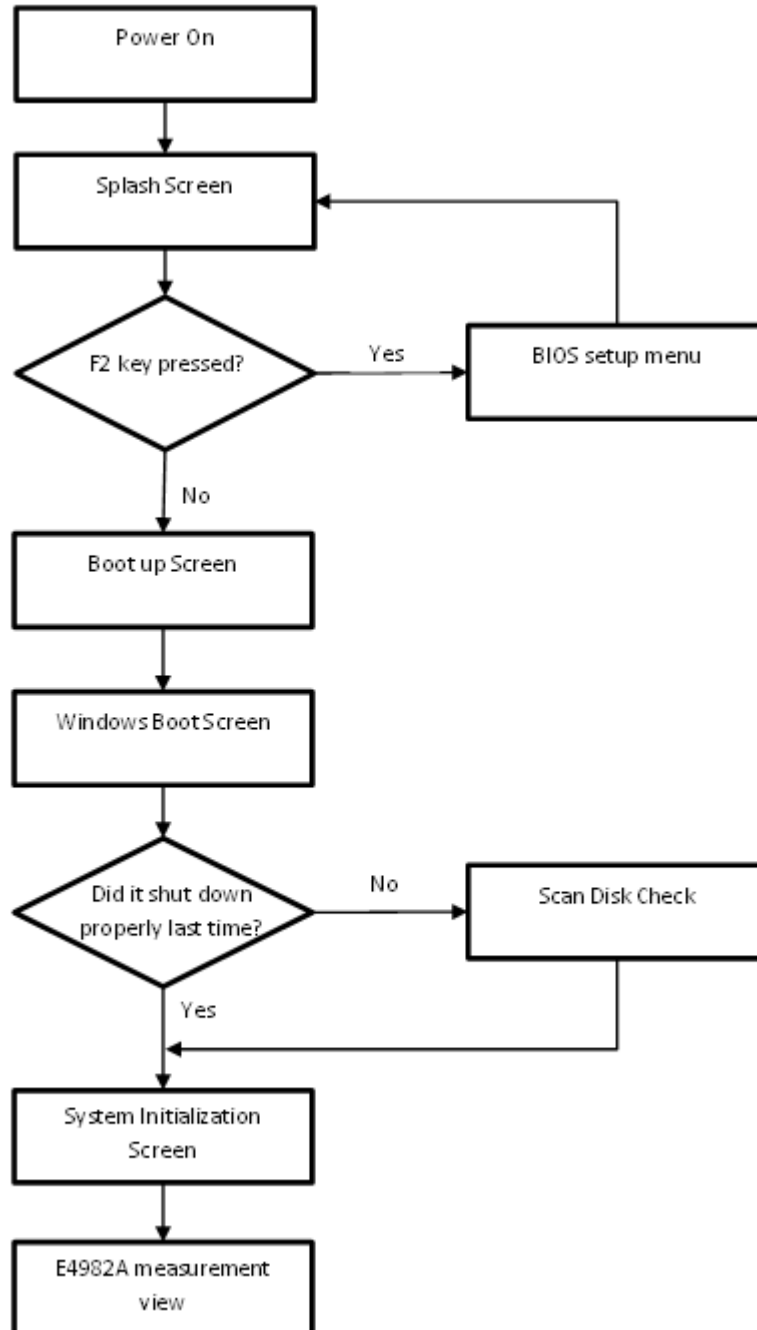 Power On
Splash Screen
F2 key pressed?
Yes
BIOS setup menu
No
Boot up Screen
Windows Boot Screen
Did it shut down
properly last time?
No
Scan Disk Check
Yes
System Initialization
Screen
E4982A measurement
view